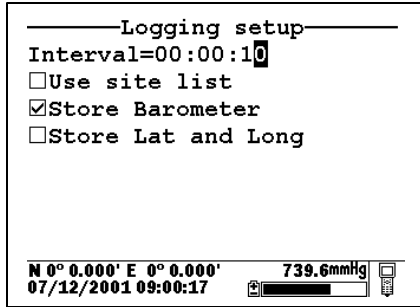 Logging setup
Interval=00:00:10
Use site list
Store Barometer
Store Lat and Long
N 0° 0.000' E 0° 0.000' 739.6mmHg
07/12/2001 09:00:17